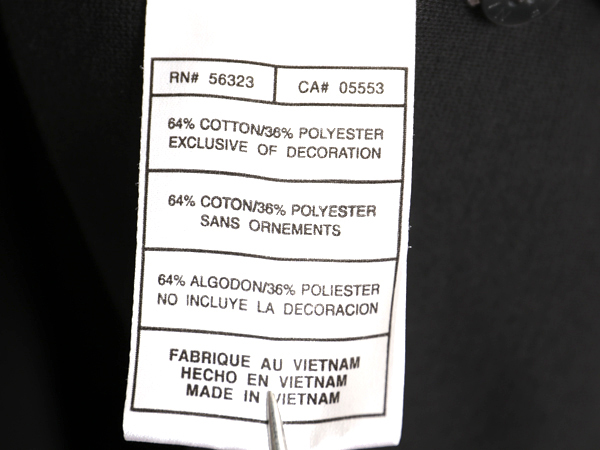 RN# 56323 CA# 05553
64% COTTON/36% POLYESTER
EXCLUSIVE OF DECORATION
64% COTON/36% POLYESTER
SANS ORNEMENTS
64% ALGODON/36% POLIESTER
NO INCLUYE LA DECORACION
FABRIQUE AU VIETNAM
HECHO EN VIETNAM
MADE IN VIETNAM